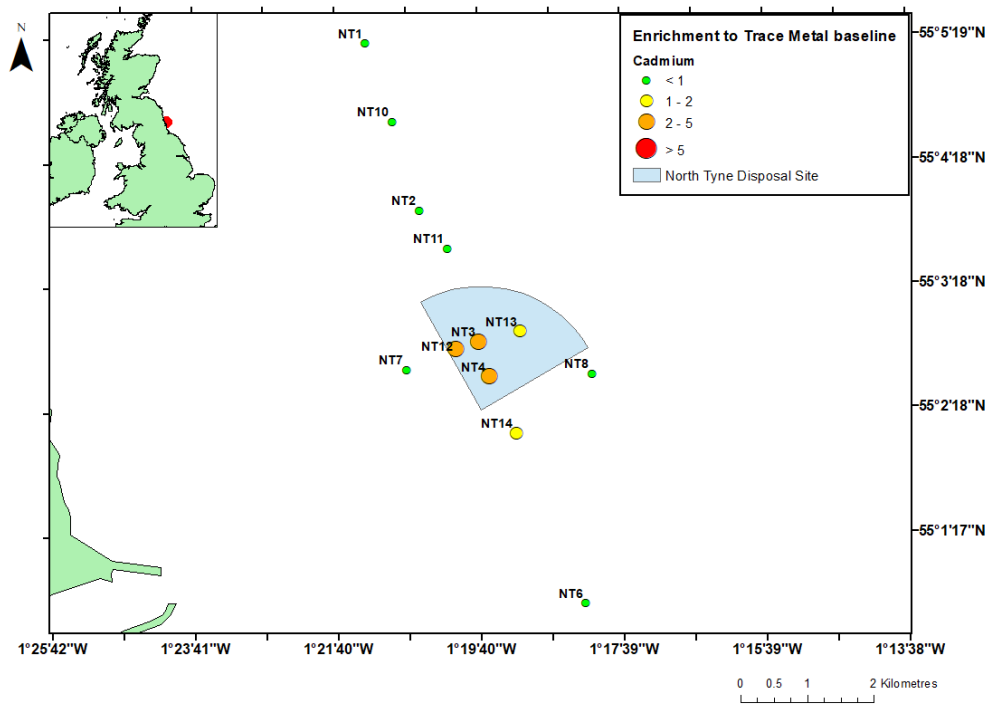 N
Enrichment to Trace Metal baseline
Cadmium
< 1
1 - 2
2 - 5
> 5
North Tyne Disposal Site
NT1
NT10
NT2
NT11
NT3
NT13
NT12
NT7
NT4
NT8
NT14
NT6
55°5'19"N
55°4'18"N
55°3'18"N
55°2'18"N
55°1'17"N
1°25'42"W 1°23'41"W 1°21'40"W 1°19'40"W 1°17'39"W 1°15'39"W 1°13'38"W
0 0.5 1 2 Kilometres